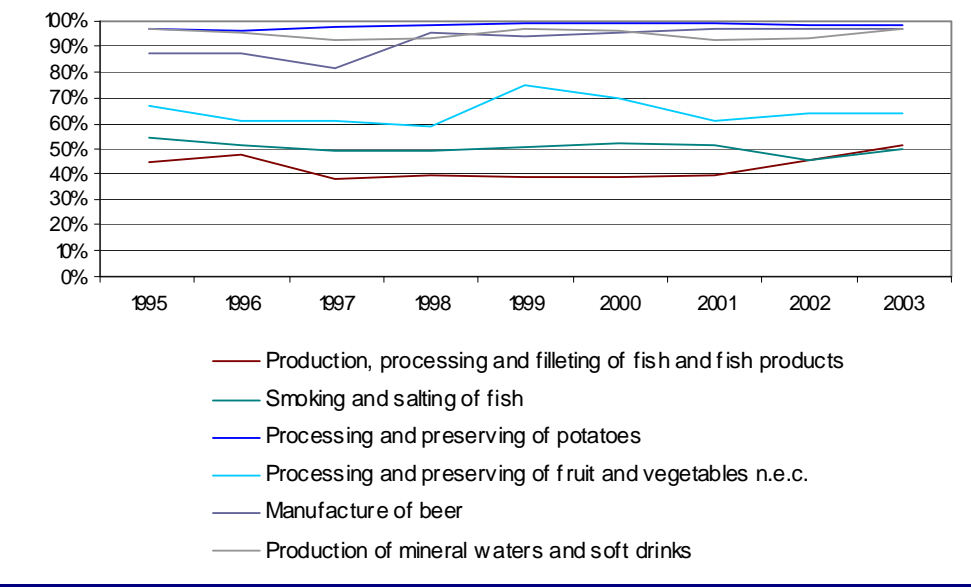 100%
90%
80%
70%
60%
50%
40%
30%
20%
10%
0%
1995 1996 1997 1998 1999 2000 2001 2002 2003
Production, processing and filleting of fish and fish products
Smoking and salting of fish
Processing and preserving of potatoes
Processing and preserving of fruit and vegetables n.e.c.
Manufacture of beer
Production of mineral waters and soft drinks